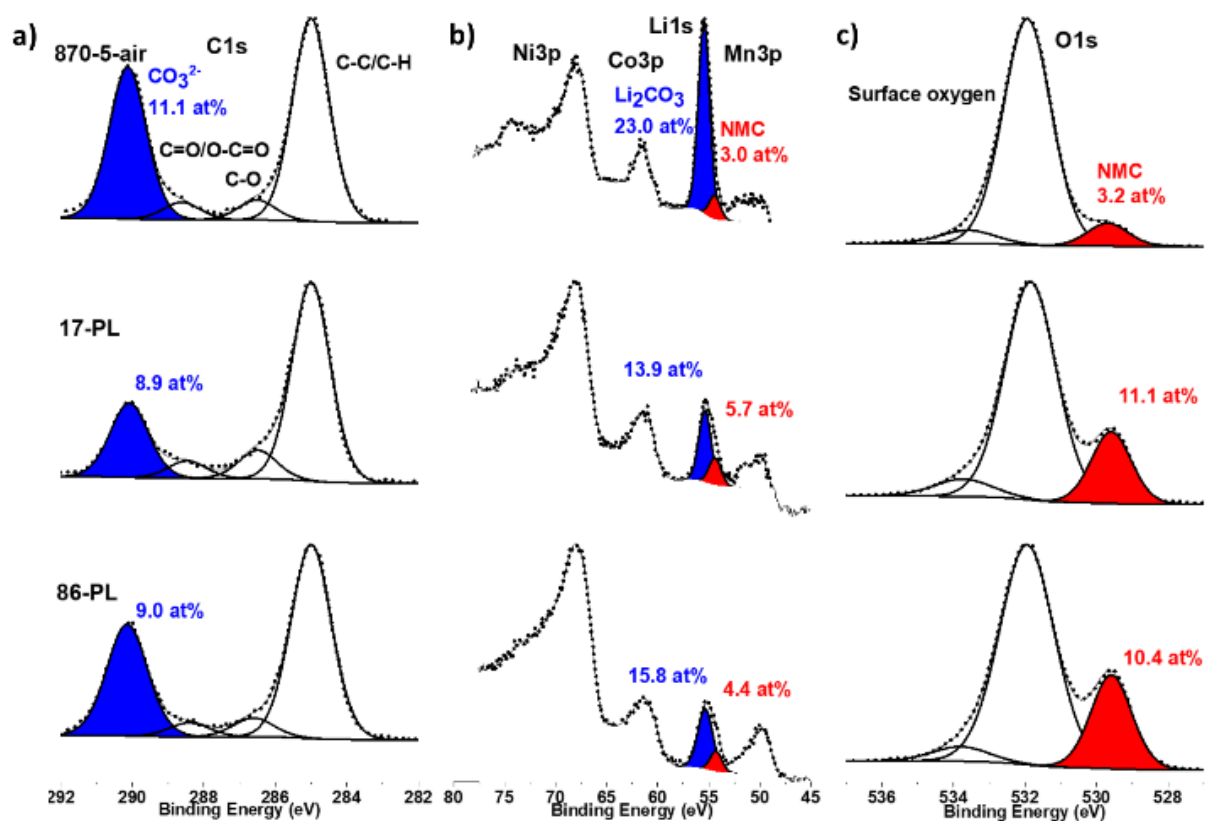 a)
870-5-air
C1s
CO₃²⁻
11.1 at%
C=O/O-C=O
C-O
C-C/C-H
17-PL
8.9 at%
86-PL
9.0 at%
292 290 288 286 284 282
Binding Energy (eV)
b)
Ni3p
Co3p
Li1s
Mn3p
Li₂CO₃
23.0 at%
NMC
3.0 at%
13.9 at%
5.7 at%
15.8 at%
4.4 at%
80 75 70 65 60 55 50 45
Binding Energy (eV)
c)
O1s
Surface oxygen
NMC
3.2 at%
11.1 at%
10.4 at%
536 534 532 530 528
Binding Energy (eV)